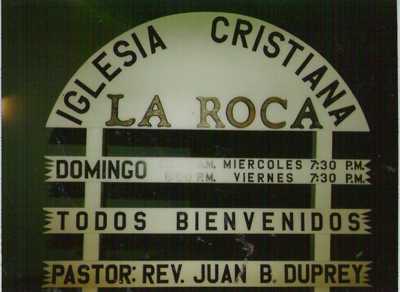 IGLESIA CRISTIANA
LA ROCA
DOMINGO MIERCOLES 7:30 P.M.
P.M. VIERNES 7:30 P.M.
TODOS BIENVENIDOS
PASTOR: REV. JUAN B. DUPREY